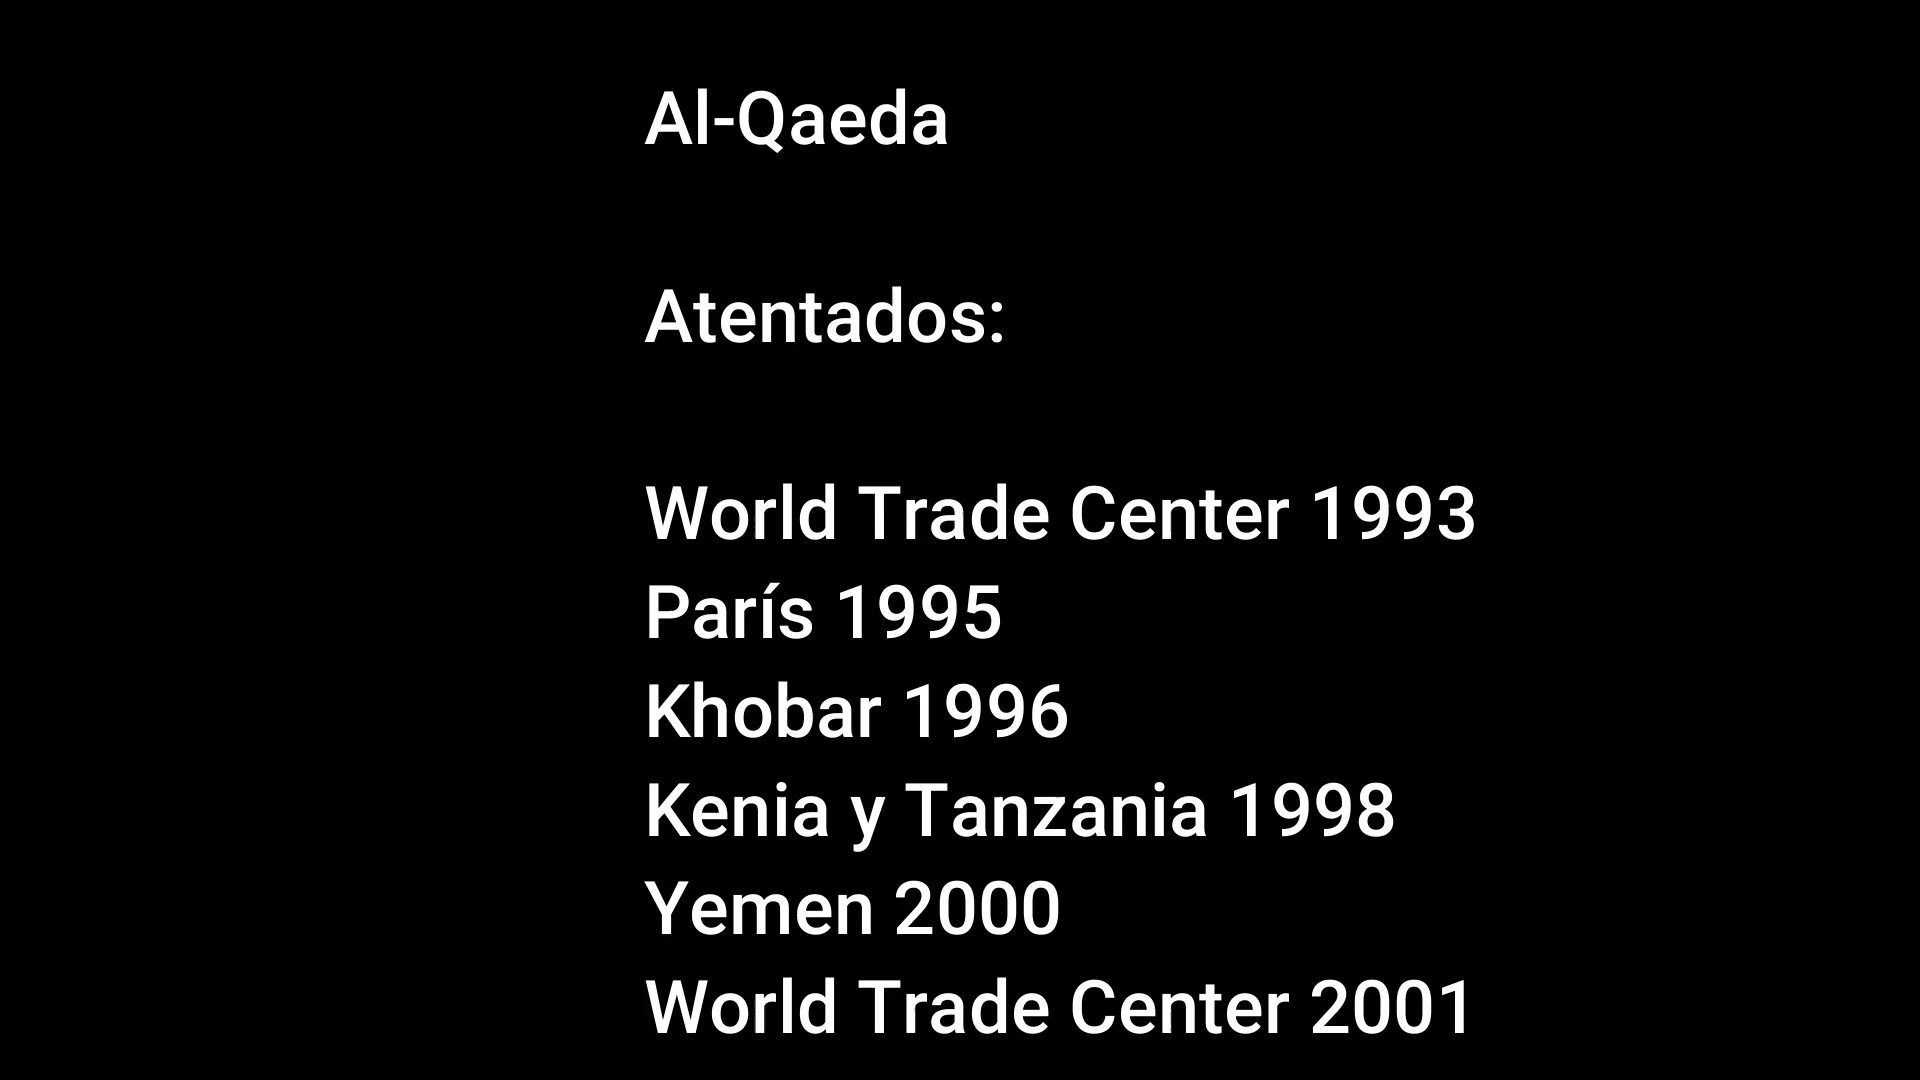 Al-Qaeda
Atentados:
World Trade Center 1993
París 1995
Khobar 1996
Kenia y Tanzania 1998
Yemen 2000
World Trade Center 2001